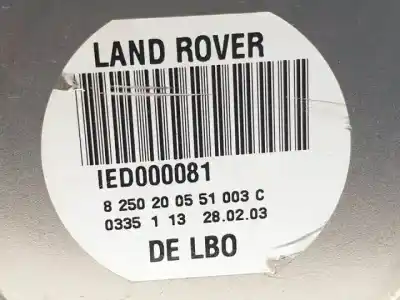 LAND ROVER
IED000081
8 250 20 05 51 003 C
0335 1 13 28.02.03
DE LBO